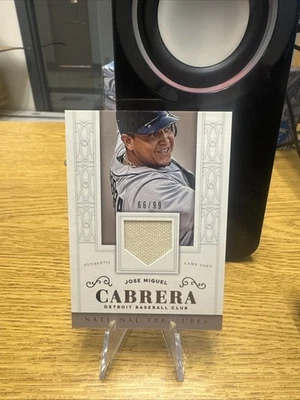 66/99
AUTHENTIC GAME-USED
JOSE MIGUEL
CABRERA
DETROIT BASEBALL CLUB
NATIONAL TREASURES